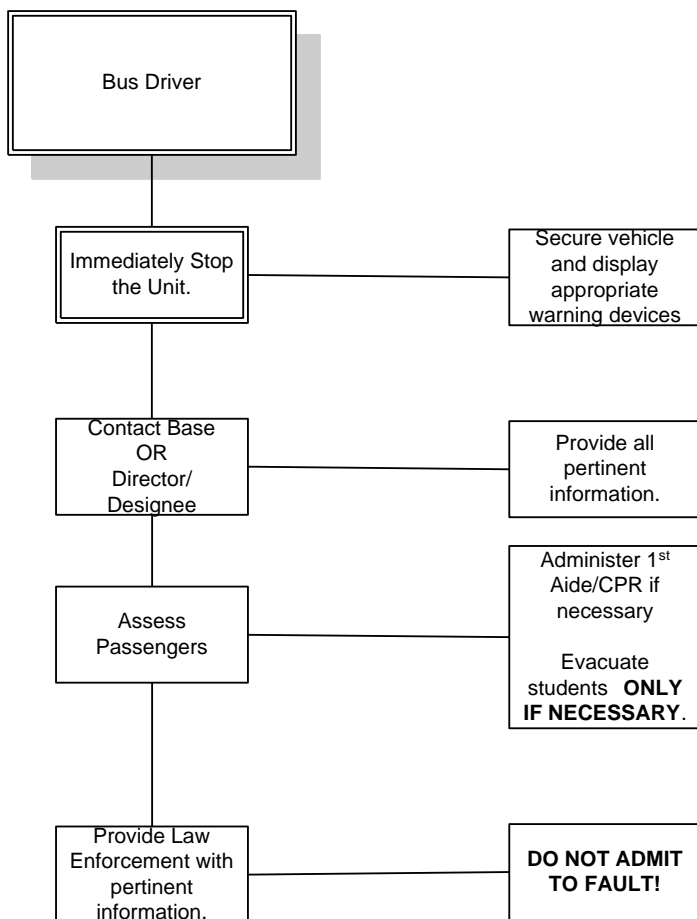 Bus Driver
Immediately Stop
the Unit.
Secure vehicle
and display
appropriate
warning devices
Contact Base
OR
Director/
Designee
Provide all
pertinent
information.
Assess
Passengers
Administer 1st
Aide/CPR if
necessary
Evacuate
students ONLY
IF NECESSARY.
Provide Law
Enforcement with
pertinent
information.
DO NOT ADMIT
TO FAULT!